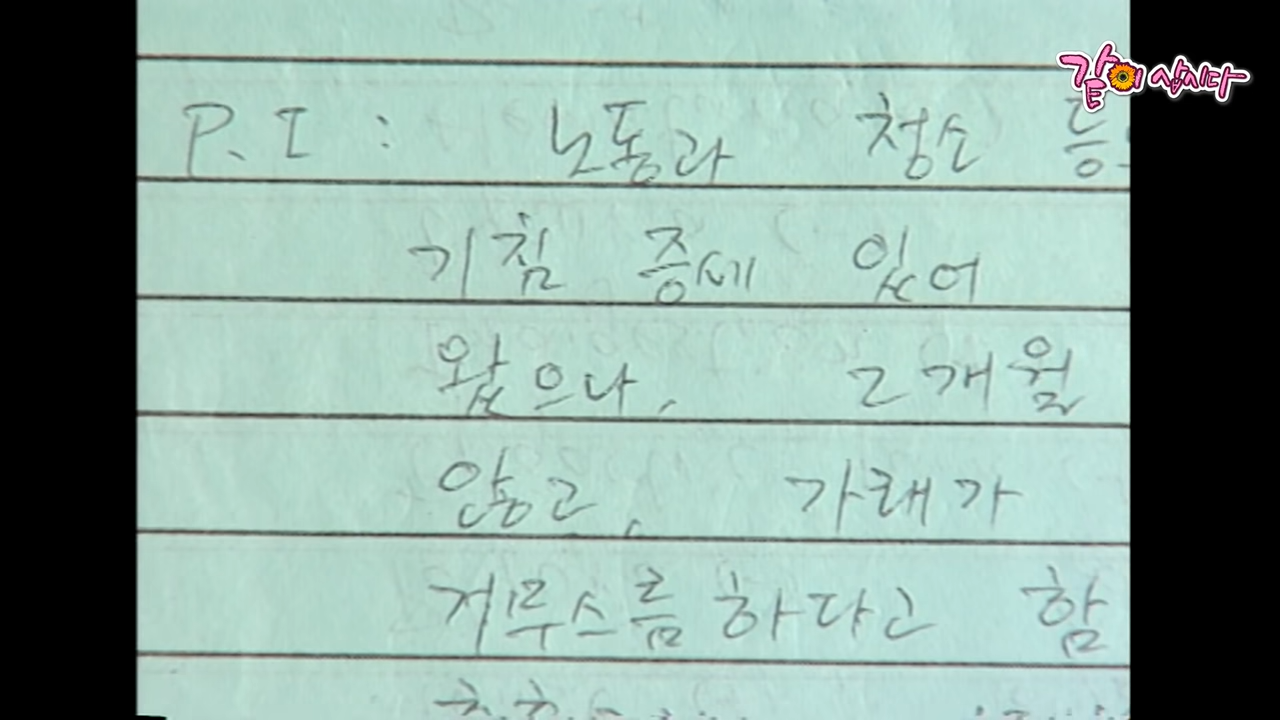 같이 삽시다
P.I : 노동과 청소 등
기침 증세 있어
왔으나, 2개월
않고, 가래가
거무스름하다고 함